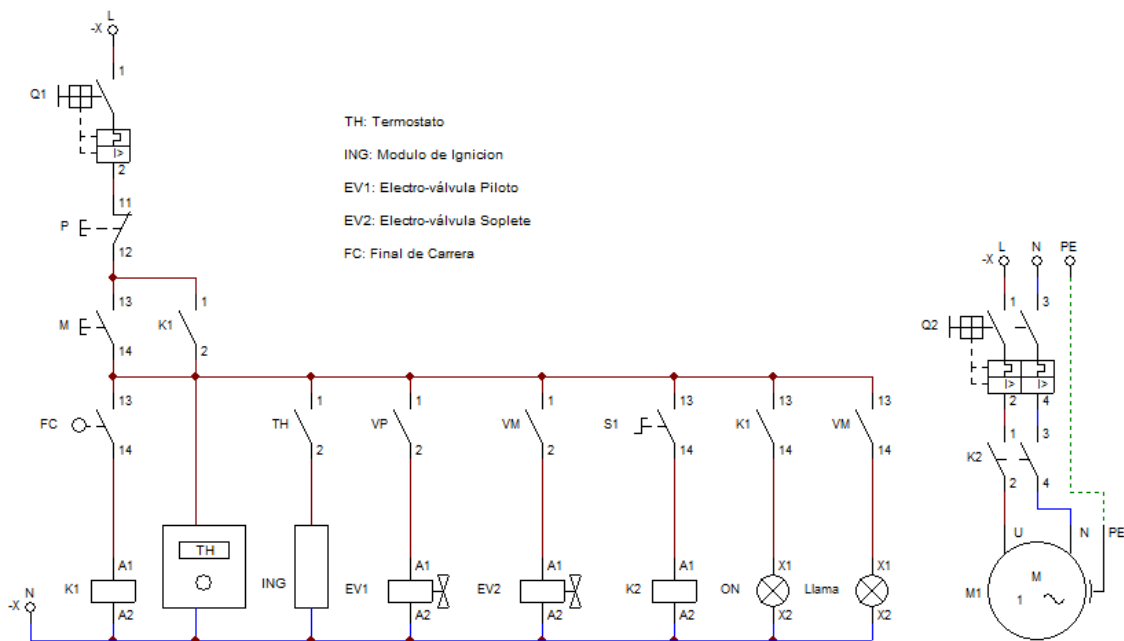 L
-X
1
Q1
I>
2
11
P
12
13
M
14
1
K1
2
TH: Termostato
ING: Modulo de Ignicion
EV1: Electro-válvula Piloto
EV2: Electro-válvula Soplete
FC: Final de Carrera
13
FC
14
1
TH
2
1
VP
2
1
VM
2
13
S1
14
13
K1
14
13
VM
14
A1
K1
A2
TH
ING
A1
EV1
A2
A1
EV2
A2
A1
K2
A2
X1
ON
X2
X1
Llama
X2
N
-X
L N PE
-X
1 3
Q2
I> I>
2 4
1 3
K2
2 4
U N PE
M
M1
1